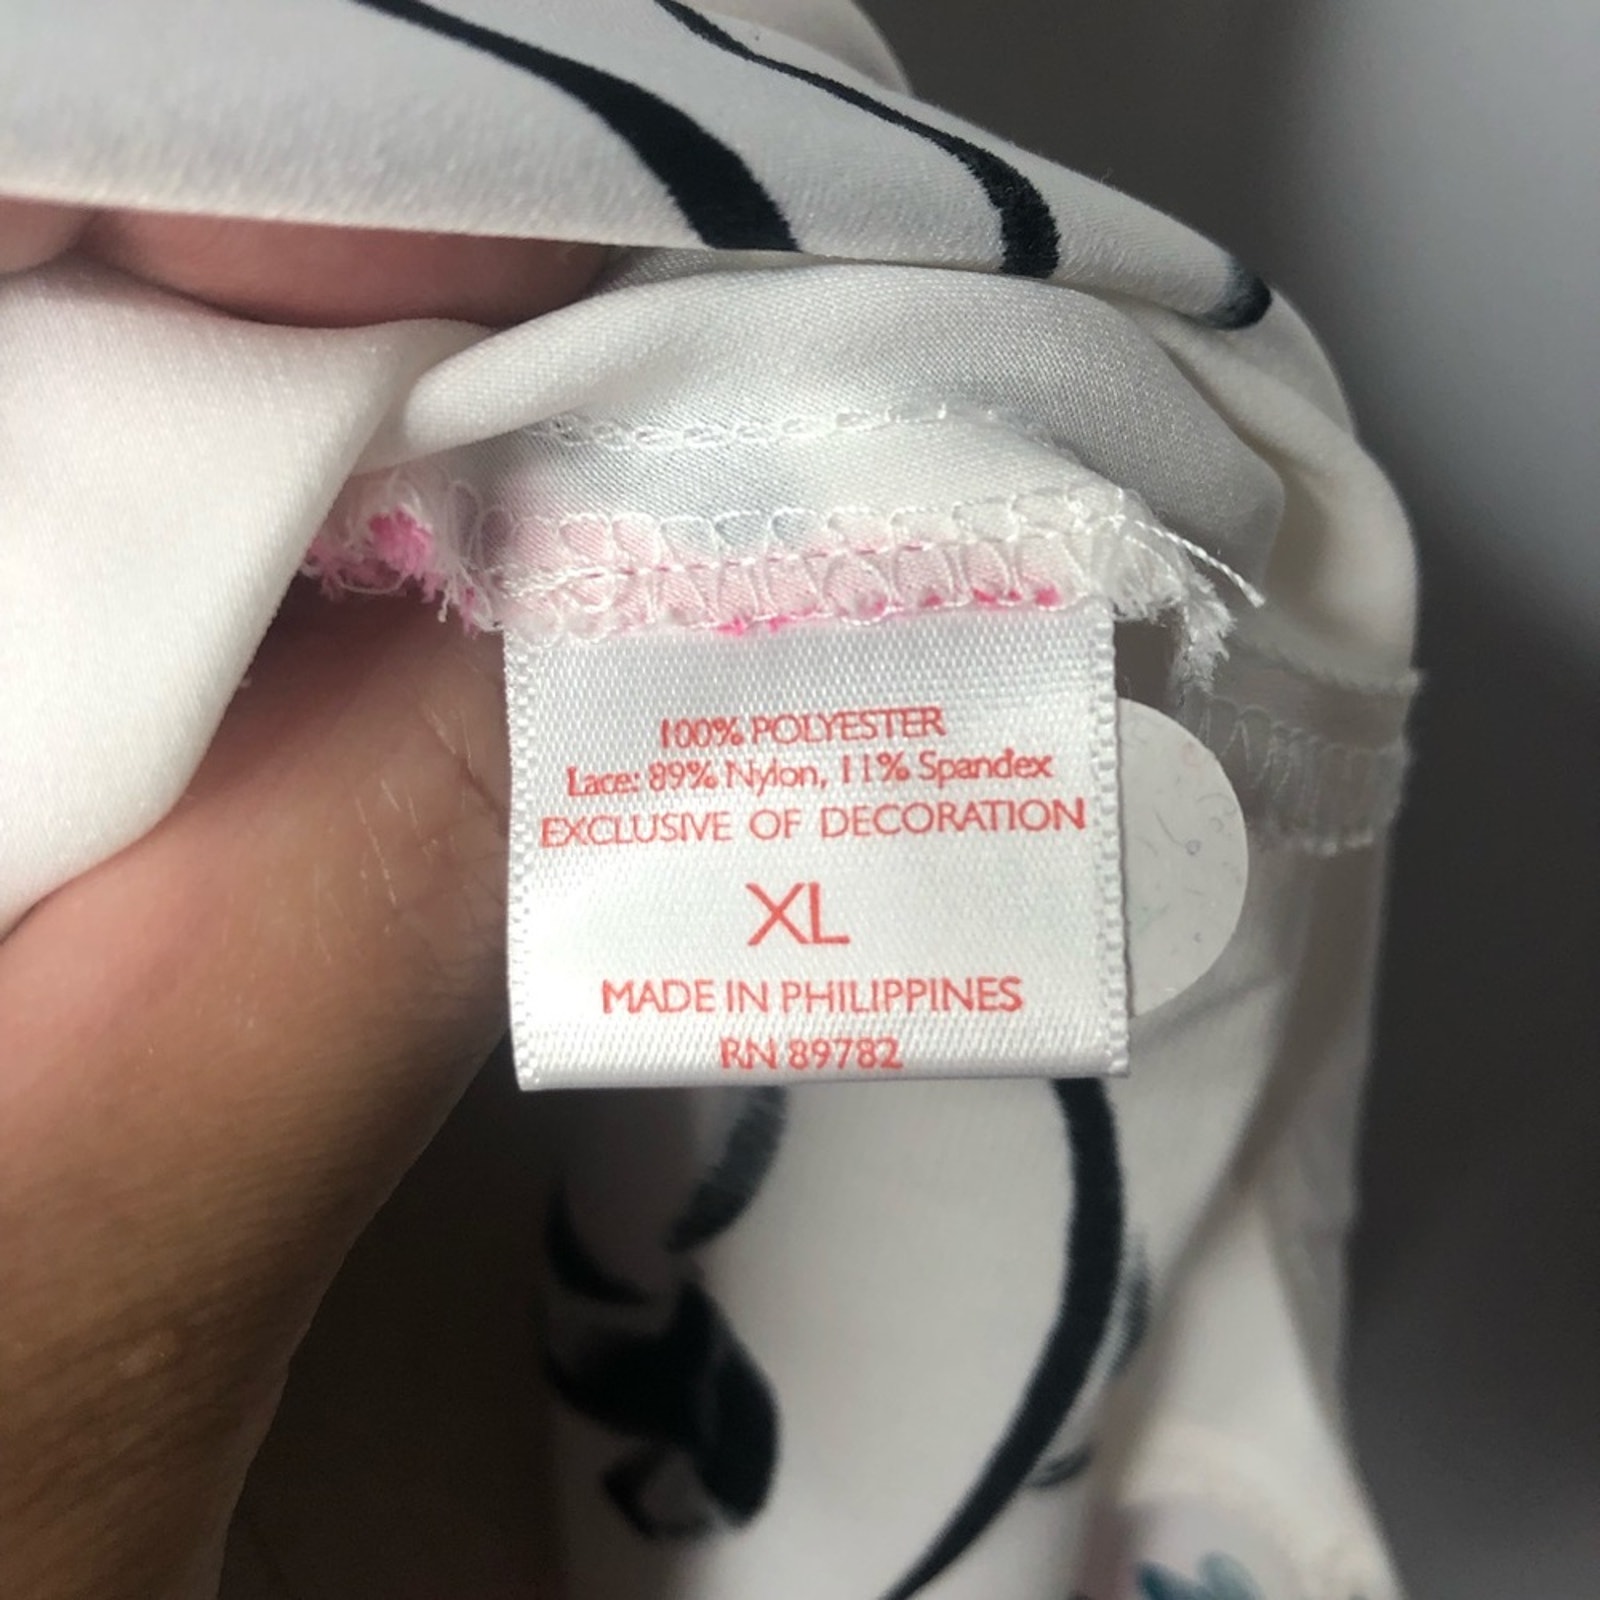 100% POLYESTER
Lace: 89% Nylon, 11% Spandex
EXCLUSIVE OF DECORATION
XL
MADE IN PHILIPPINES
RN 89782